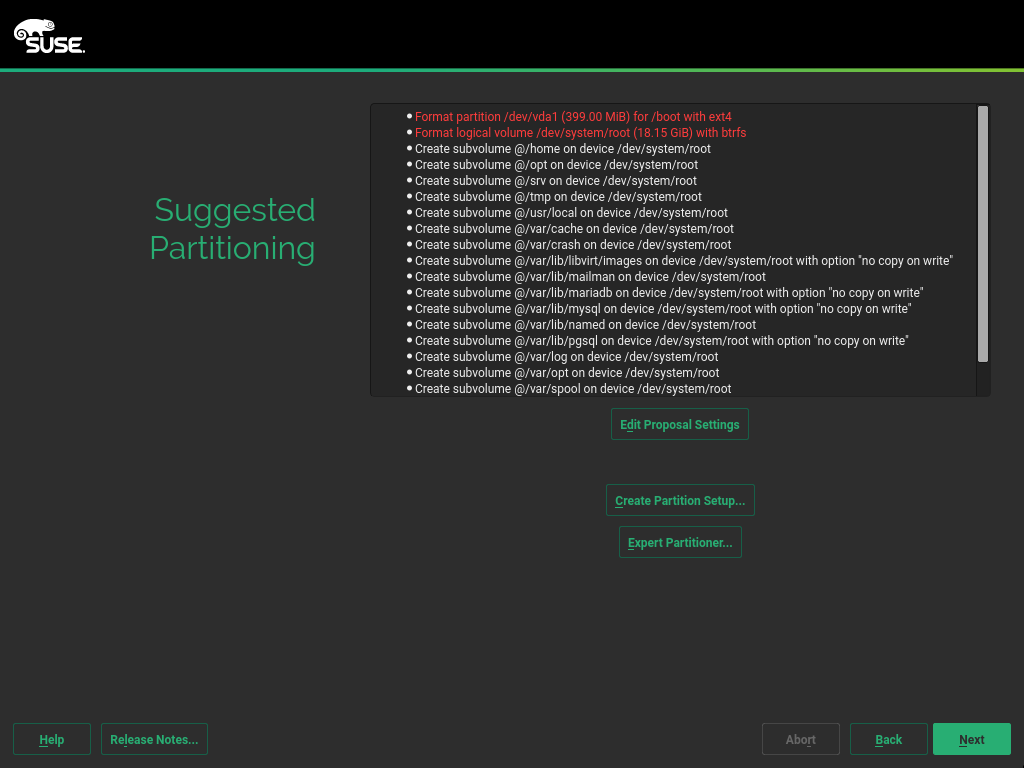 SUSE.
Suggested
Partitioning
Format partition /dev/vda1 (399.00 MiB) for /boot with ext4
Format logical volume /dev/system/root (18.15 GiB) with btrfs
Create subvolume @/home on device /dev/system/root
Create subvolume @/opt on device /dev/system/root
Create subvolume @/srv on device /dev/system/root
Create subvolume @/tmp on device /dev/system/root
Create subvolume @/usr/local on device /dev/system/root
Create subvolume @/var/cache on device /dev/system/root
Create subvolume @/var/crash on device /dev/system/root
Create subvolume @/var/lib/libvirt/images on device /dev/system/root with option "no copy on write"
Create subvolume @/var/lib/mailman on device /dev/system/root
Create subvolume @/var/lib/mariadb on device /dev/system/root with option "no copy on write"
Create subvolume @/var/lib/mysql on device /dev/system/root with option "no copy on write"
Create subvolume @/var/lib/named on device /dev/system/root
Create subvolume @/var/lib/pgsql on device /dev/system/root with option "no copy on write"
Create subvolume @/var/log on device /dev/system/root
Create subvolume @/var/opt on device /dev/system/root
Create subvolume @/var/spool on device /dev/system/root
Edit Proposal Settings
Create Partition Setup...
Expert Partitioner...
Help
Release Notes...
Abort
Back
Next